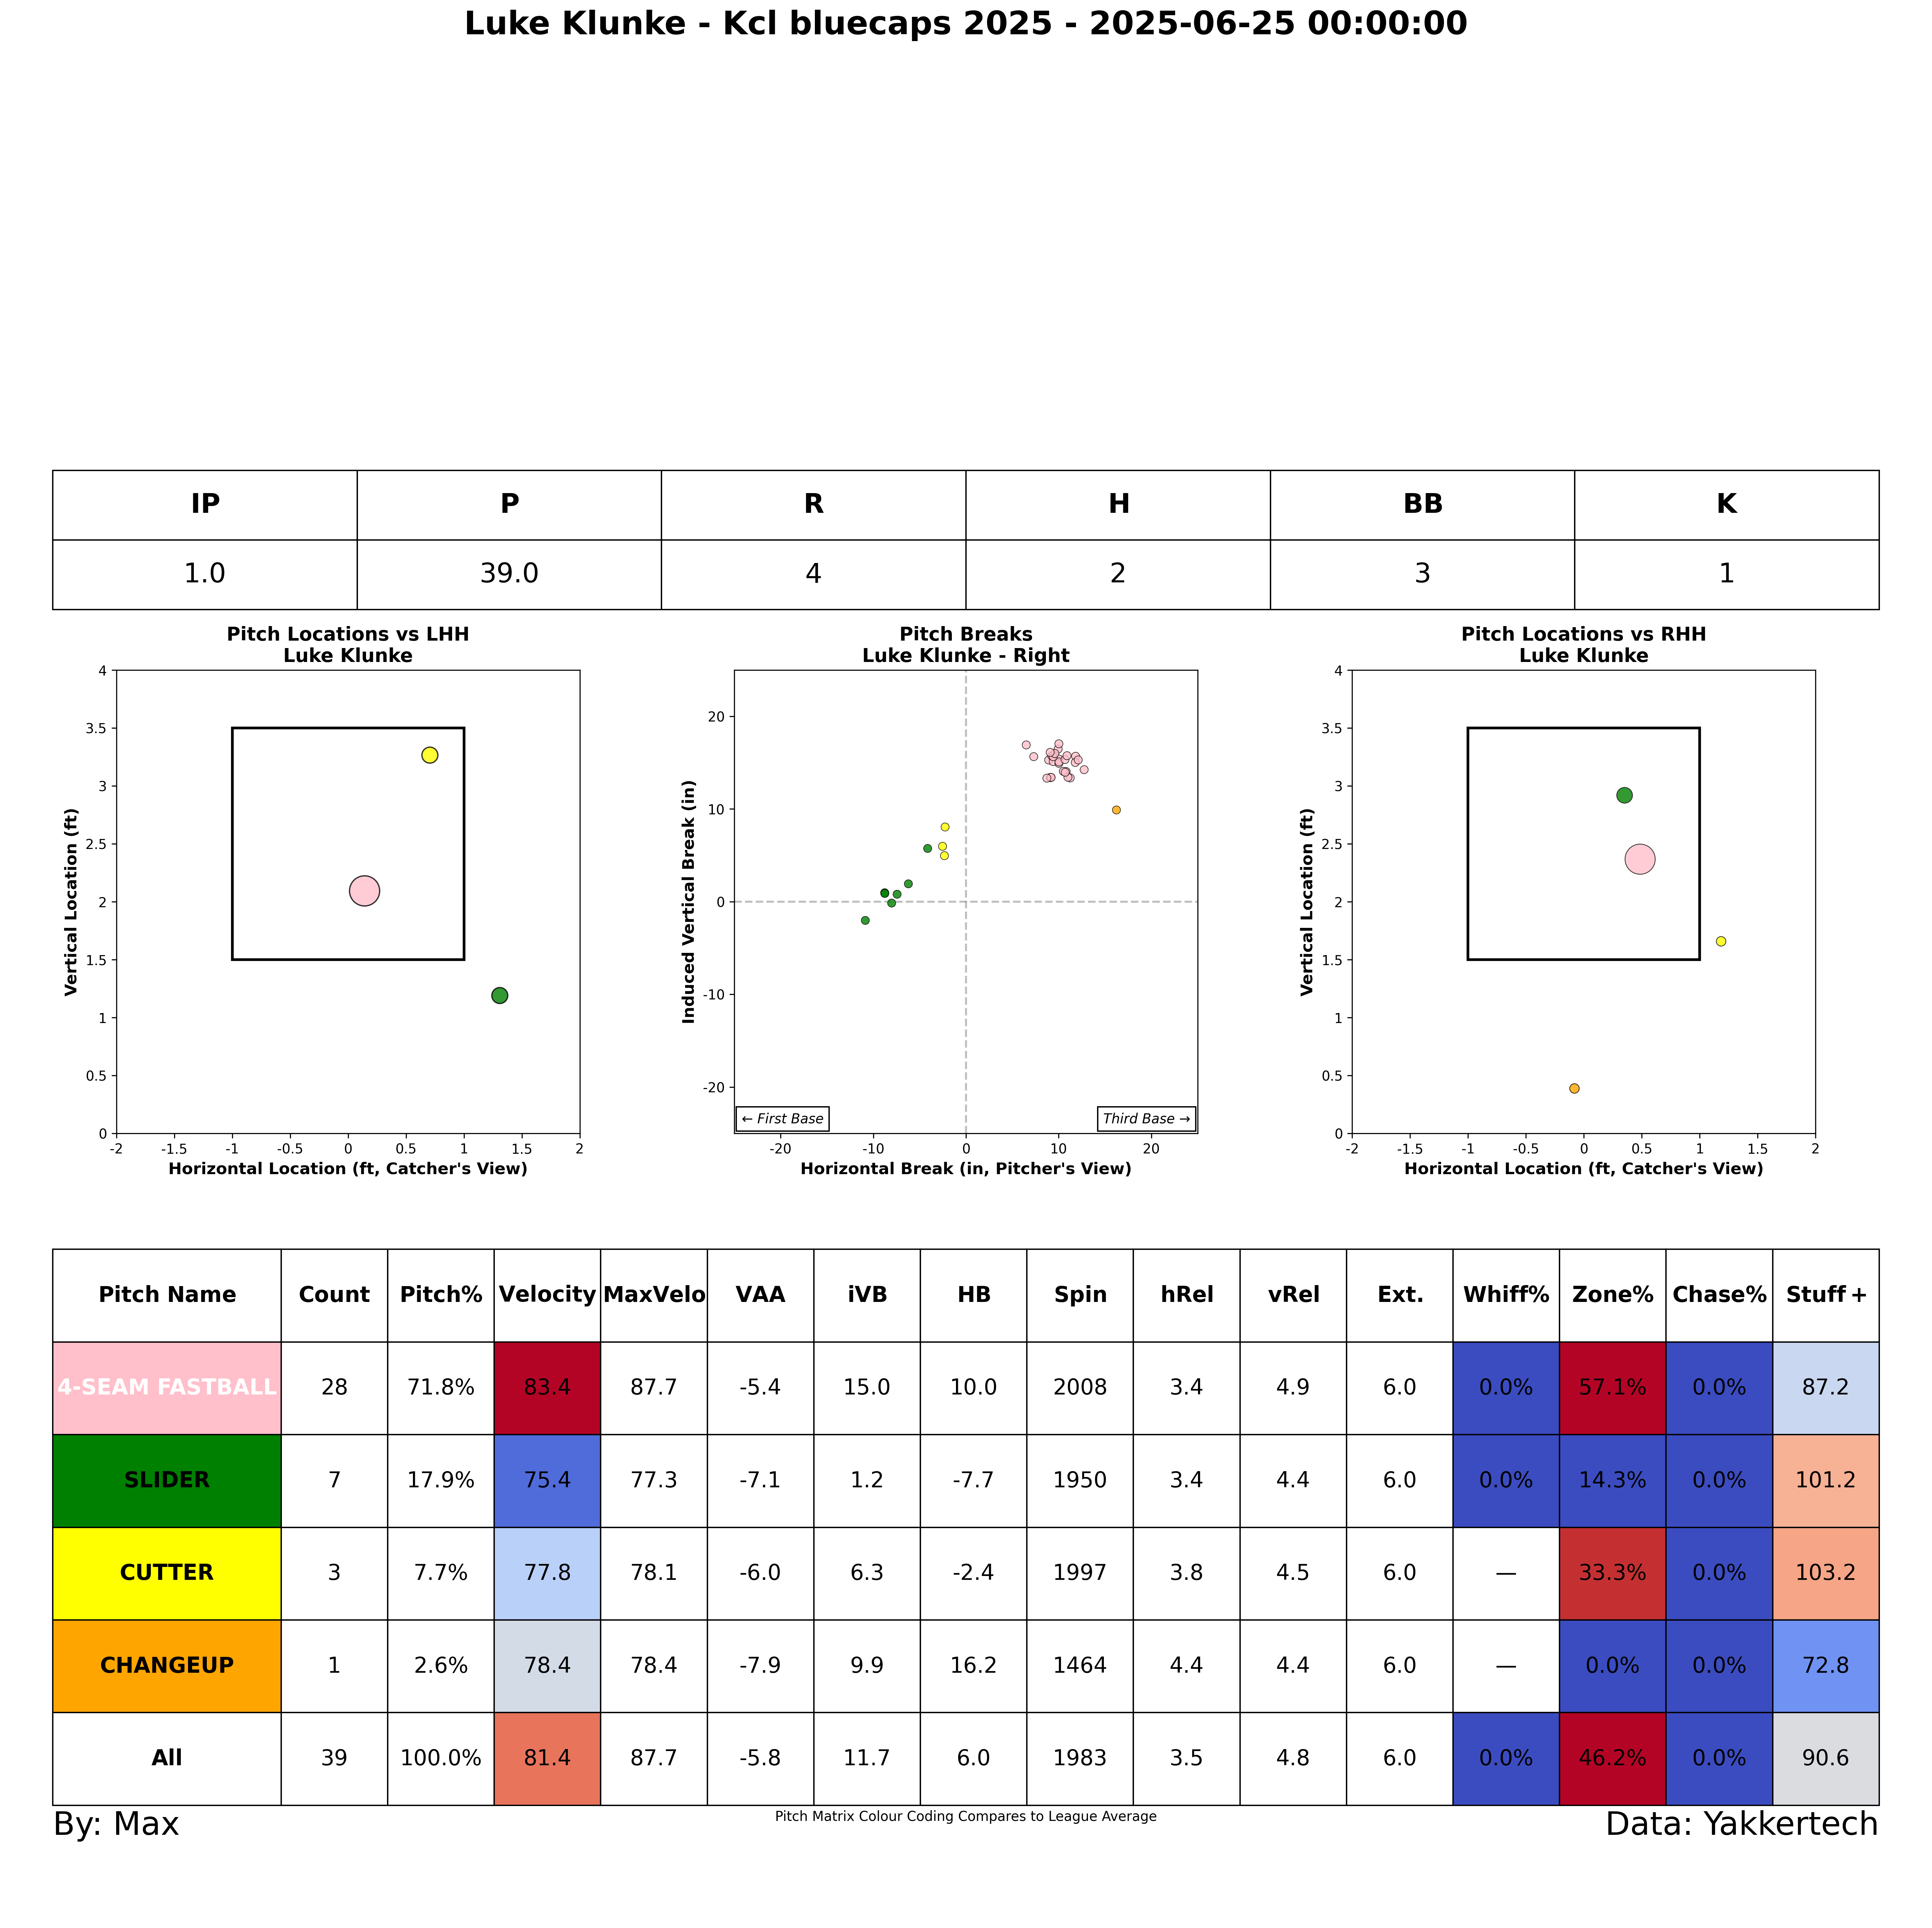 Luke Klunke - Kcl bluecaps 2025 - 2025-06-25 00:00:00
IP P R H BB K
1.0 39.0 4 2 3 1
Pitch Locations vs LHH
Luke Klunke
4
3.5
3
2.5
2
1.5
1
0.5
0
Vertical Location (ft)
-2 -1.5 -1 -0.5 0 0.5 1 1.5 2
Horizontal Location (ft, Catcher's View)
Pitch Breaks
Luke Klunke - Right
20
10
0
-10
-20
Induced Vertical Break (in)
← First Base
Third Base →
-20 -10 0 10 20
Horizontal Break (in, Pitcher's View)
Pitch Locations vs RHH
Luke Klunke
4
3.5
3
2.5
2
1.5
1
0.5
0
Vertical Location (ft)
-2 -1.5 -1 -0.5 0 0.5 1 1.5 2
Horizontal Location (ft, Catcher's View)
Pitch Name Count Pitch% Velocity MaxVelo VAA iVB HB Spin hRel vRel Ext. Whiff% Zone% Chase% Stuff+
4-SEAM FASTBALL 28 71.8% 83.4 87.7 -5.4 15.0 10.0 2008 3.4 4.9 6.0 0.0% 57.1% 0.0% 87.2
SLIDER 7 17.9% 75.4 77.3 -7.1 1.2 -7.7 1950 3.4 4.4 6.0 0.0% 14.3% 0.0% 101.2
CUTTER 3 7.7% 77.8 78.1 -6.0 6.3 -2.4 1997 3.8 4.5 6.0 — 33.3% 0.0% 103.2
CHANGEUP 1 2.6% 78.4 78.4 -7.9 9.9 16.2 1464 4.4 4.4 6.0 — 0.0% 0.0% 72.8
All 39 100.0% 81.4 87.7 -5.8 11.7 6.0 1983 3.5 4.8 6.0 0.0% 46.2% 0.0% 90.6
By: Max
Pitch Matrix Colour Coding Compares to League Average
Data: Yakkertech